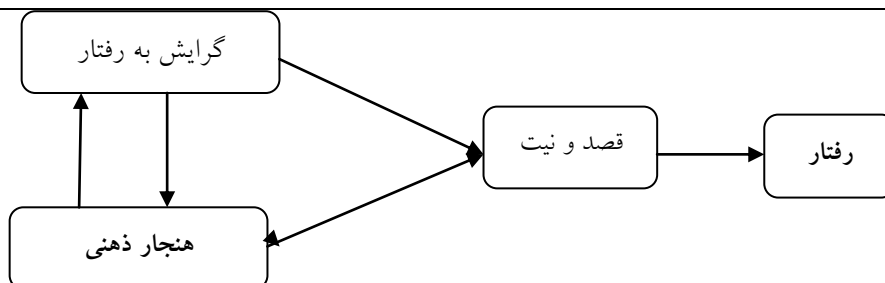 گرایش به رفتار
قصد و نیت
رفتار
هنجار ذهنی